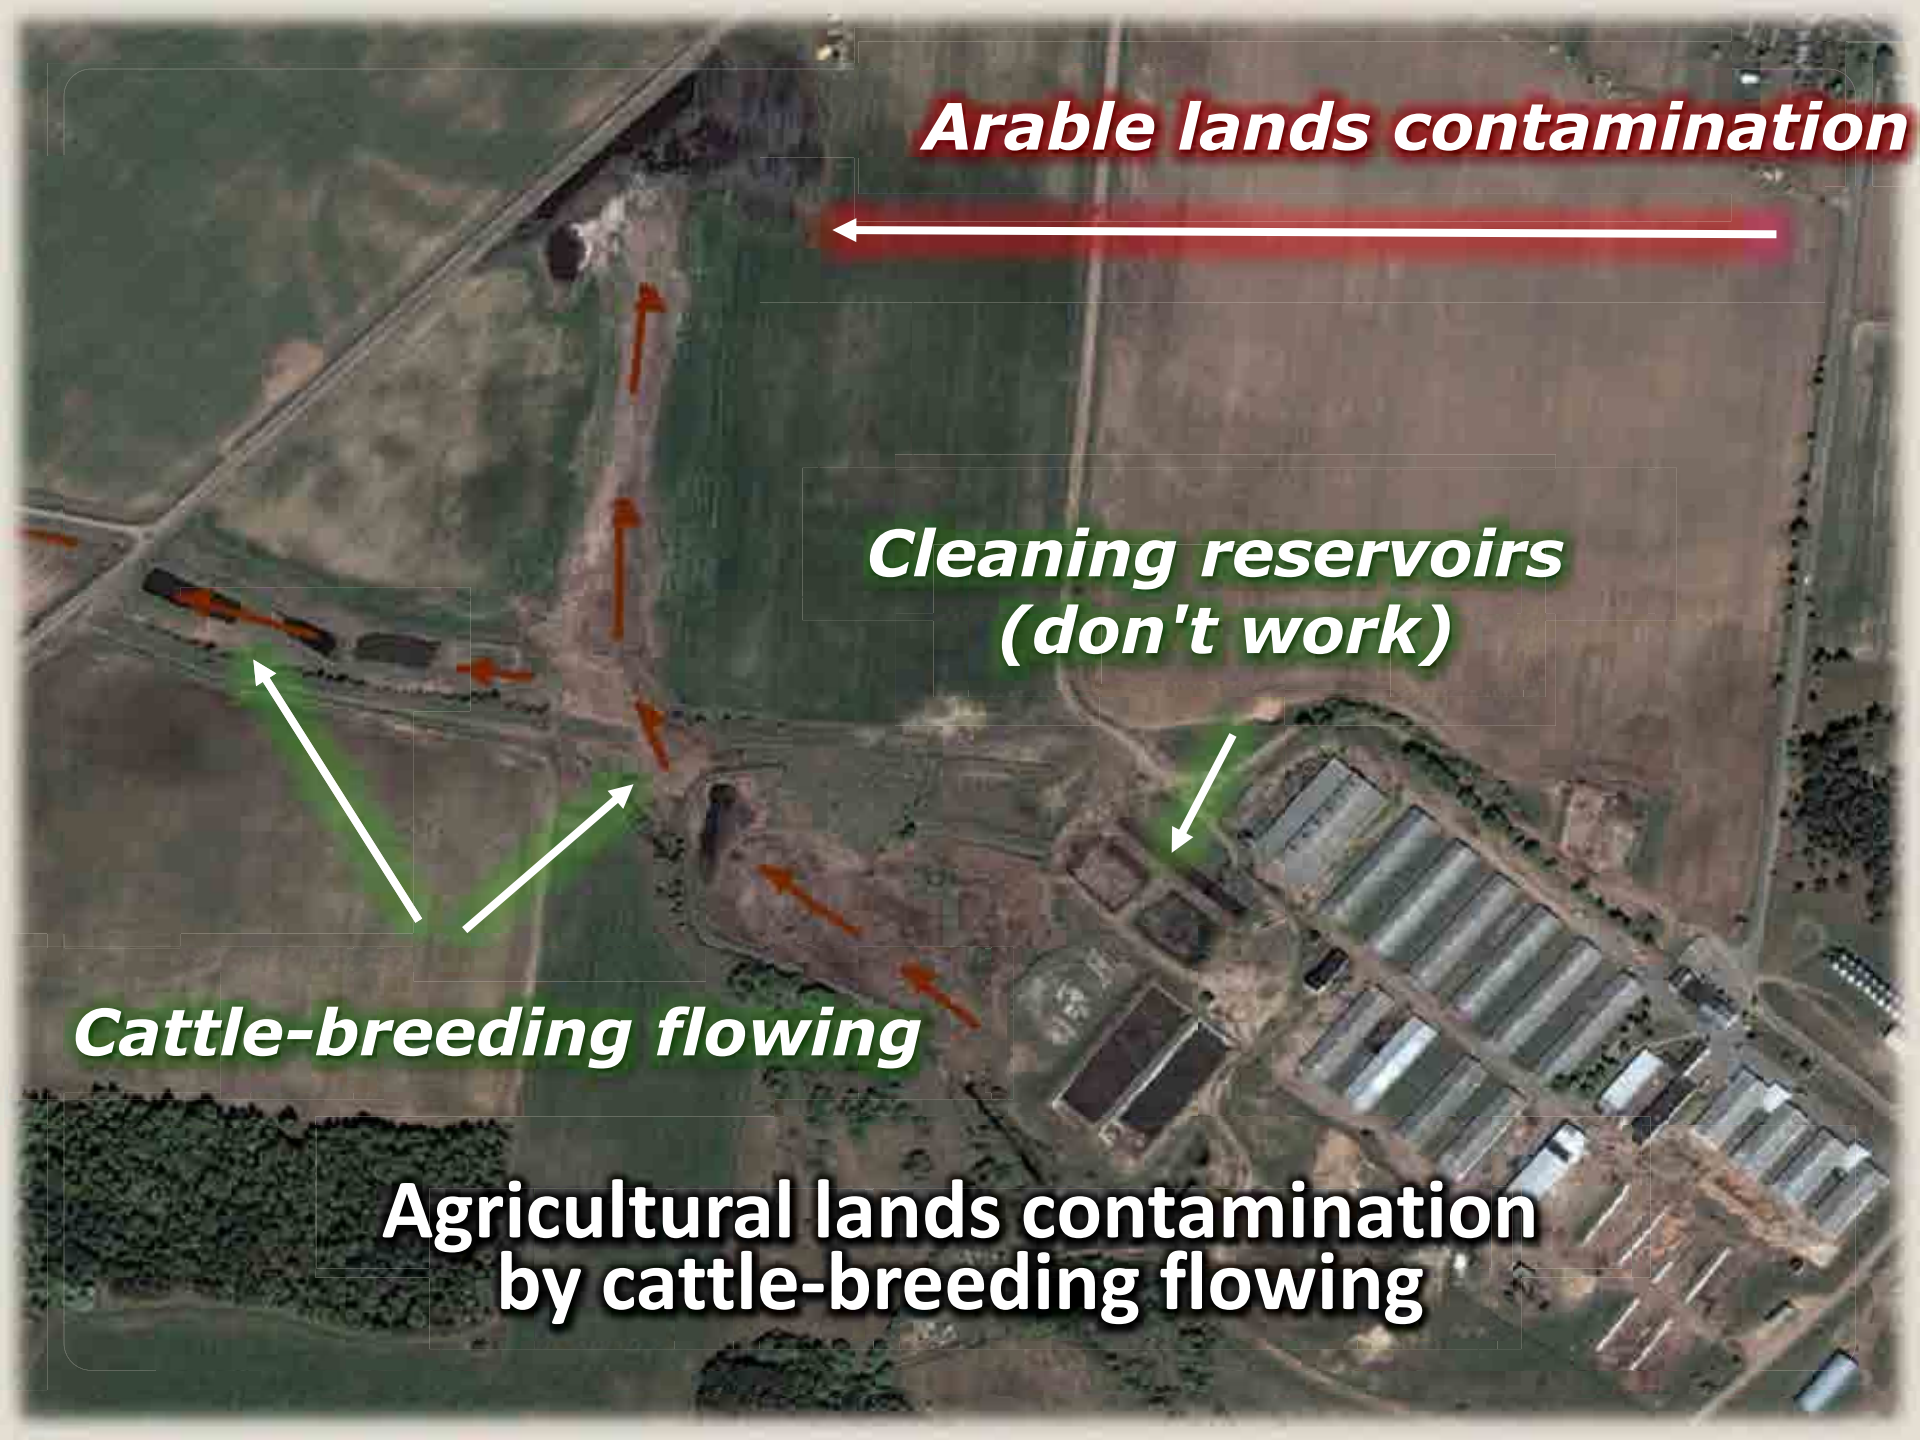 Arable lands contamination
Cleaning reservoirs
(don't work)
Cattle-breeding flowing
Agricultural lands contamination
by cattle-breeding flowing